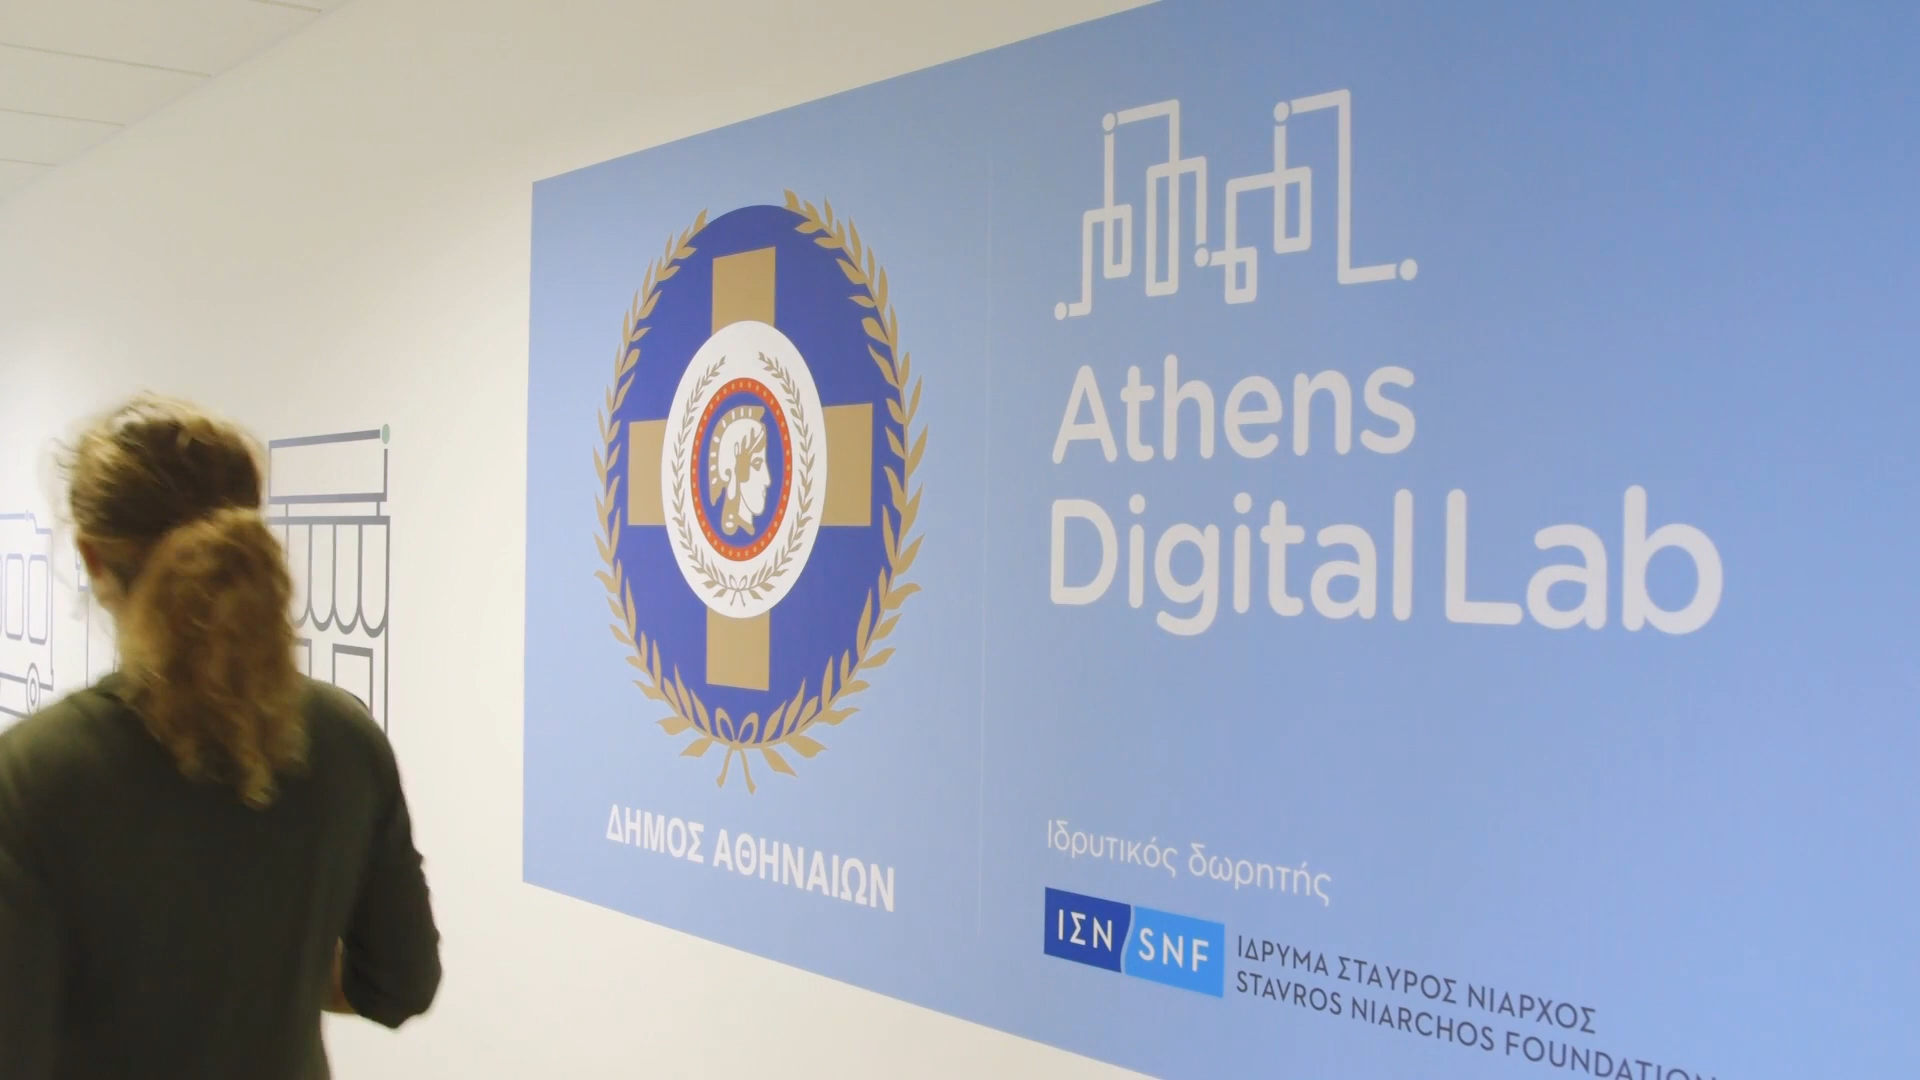 ΔΗΜΟΣ ΑΘΗΝΑΙΩΝ
Athens
Digital Lab
Ιδρυτικός δωρητής
ΙΣΝ SNF
ΙΔΡΥΜΑ ΣΤΑΥΡΟΣ ΝΙΑΡΧΟΣ
STAVROS NIARCHOS FOUNDATION